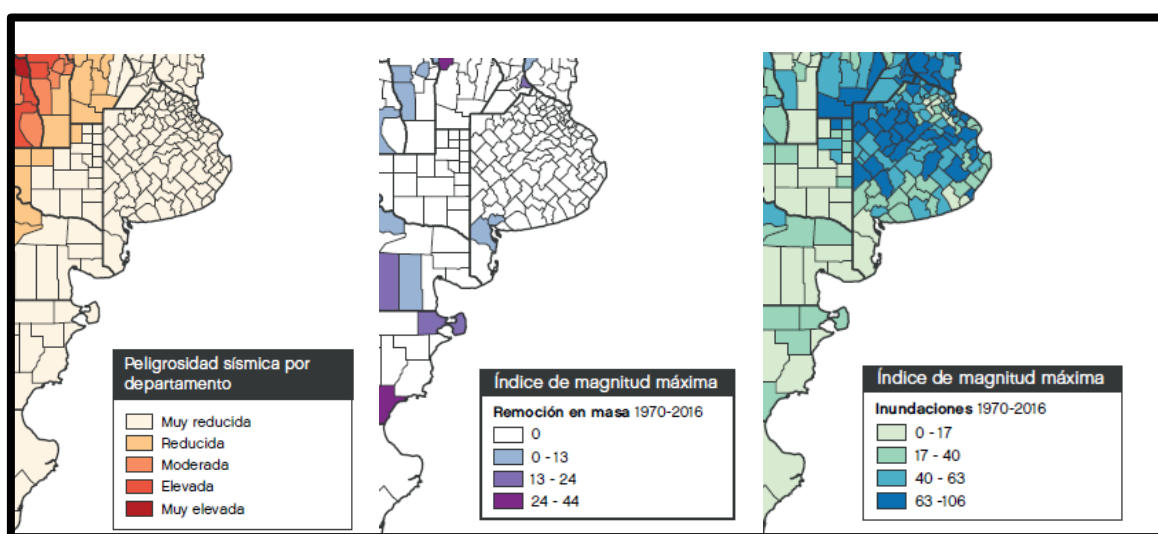 Peligrosidad sísmica por
departamento
Muy reducida
Reducida
Moderada
Elevada
Muy elevada
Índice de magnitud máxima
Remoción en masa 1970-2016
0
0 - 13
13 - 24
24 - 44
Índice de magnitud máxima
Inundaciones 1970-2016
0 - 17
17 - 40
40 - 63
63 -106